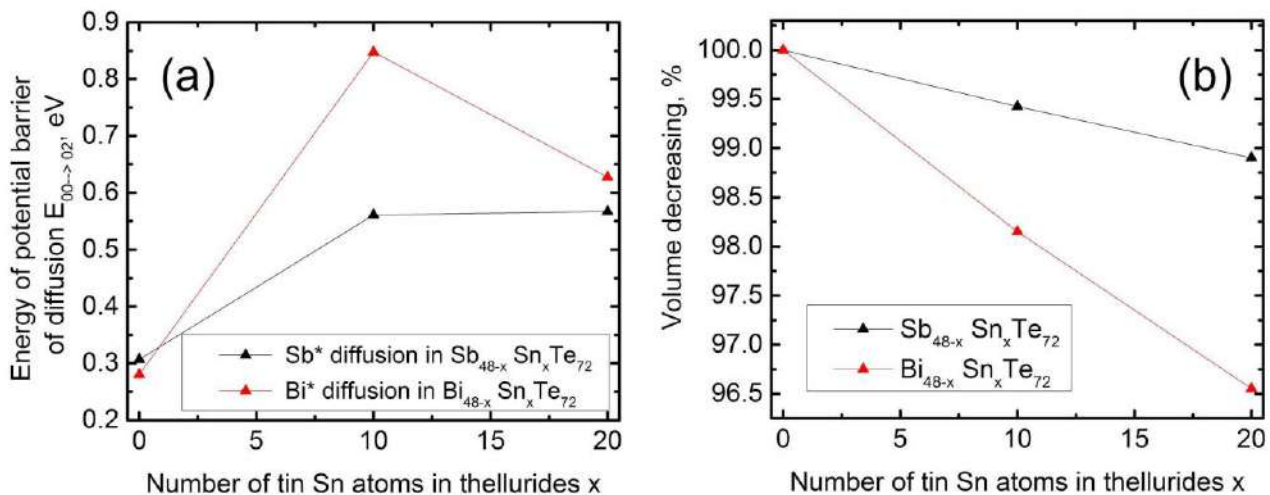 (a)
Energy of potential barrier
of diffusion E00-->02', eV
0.9
0.8
0.7
0.6
0.5
0.4
0.3
0.2
Sb* diffusion in Sb48-x SnxTe72
Bi* diffusion in Bi48-x SnxTe72
0 5 10 15 20
Number of tin Sn atoms in thellurides x
(b)
Volume decreasing, %
100.0
99.5
99.0
98.5
98.0
97.5
97.0
96.5
Sb48-x SnxTe72
Bi48-x SnxTe72
0 5 10 15 20
Number of tin Sn atoms in thellurides x